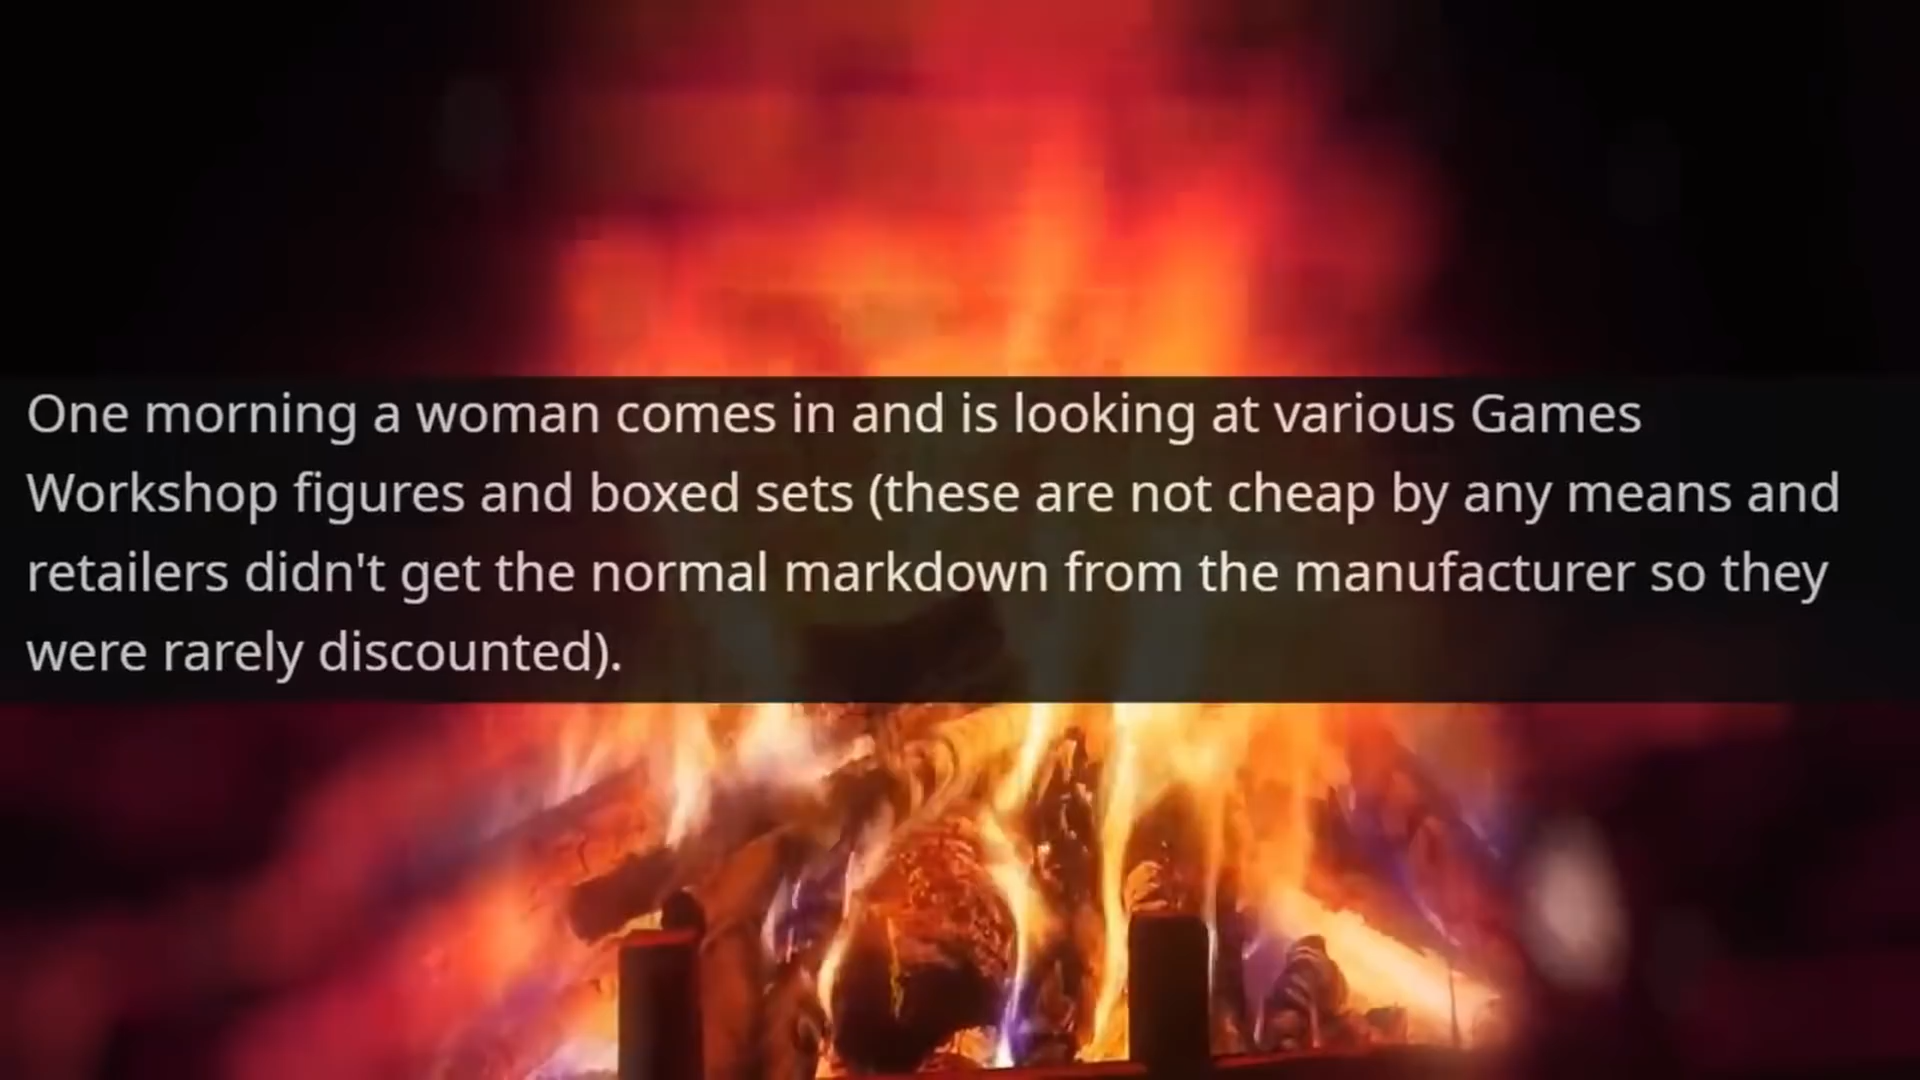 One morning a woman comes in and is looking at various Games
Workshop figures and boxed sets (these are not cheap by any means and
retailers didn't get the normal markdown from the manufacturer so they
were rarely discounted).